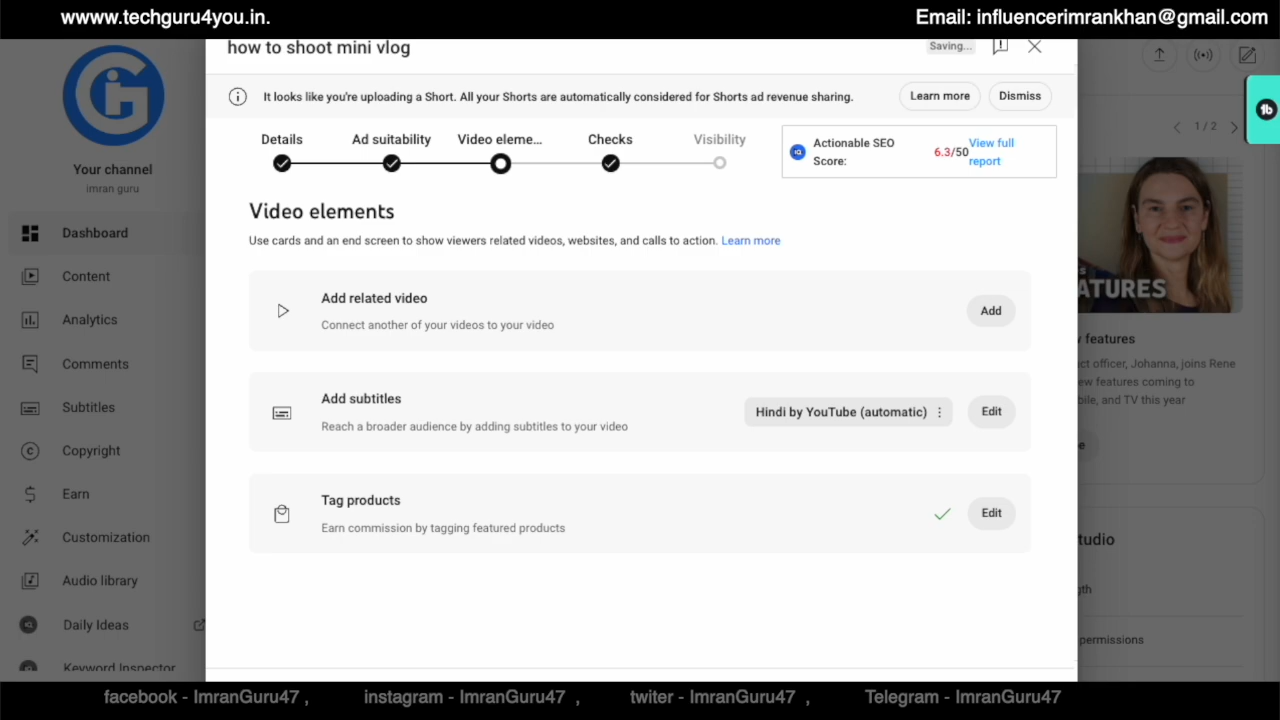 www.techguru4you.in.
Email: influencerimrankhan@gmail.com
how to shoot mini vlog
Saving...
It looks like you're uploading a Short. All your Shorts are automatically considered for Shorts ad revenue sharing.
Learn more
Dismiss
Details
Ad suitability
Video eleme...
Checks
Visibility
Actionable SEO
Score:
6.3/50
View full
report
Video elements
Use cards and an end screen to show viewers related videos, websites, and calls to action. Learn more
Add related video
Connect another of your videos to your video
Add
Add subtitles
Reach a broader audience by adding subtitles to your video
Hindi by YouTube (automatic)
Edit
Tag products
Earn commission by tagging featured products
Edit
Your channel
imran guru
Dashboard
Content
Analytics
Comments
Subtitles
Copyright
Earn
Customization
Audio library
Daily Ideas
Keyword Inspector
1 / 2
ATURES
features
officer, Johanna, joins Rene
features coming to
and TV this year
permissions
facebook - ImranGuru47 ,
instagram - ImranGuru47 ,
twiter - ImranGuru47 ,
Telegram - ImranGuru47